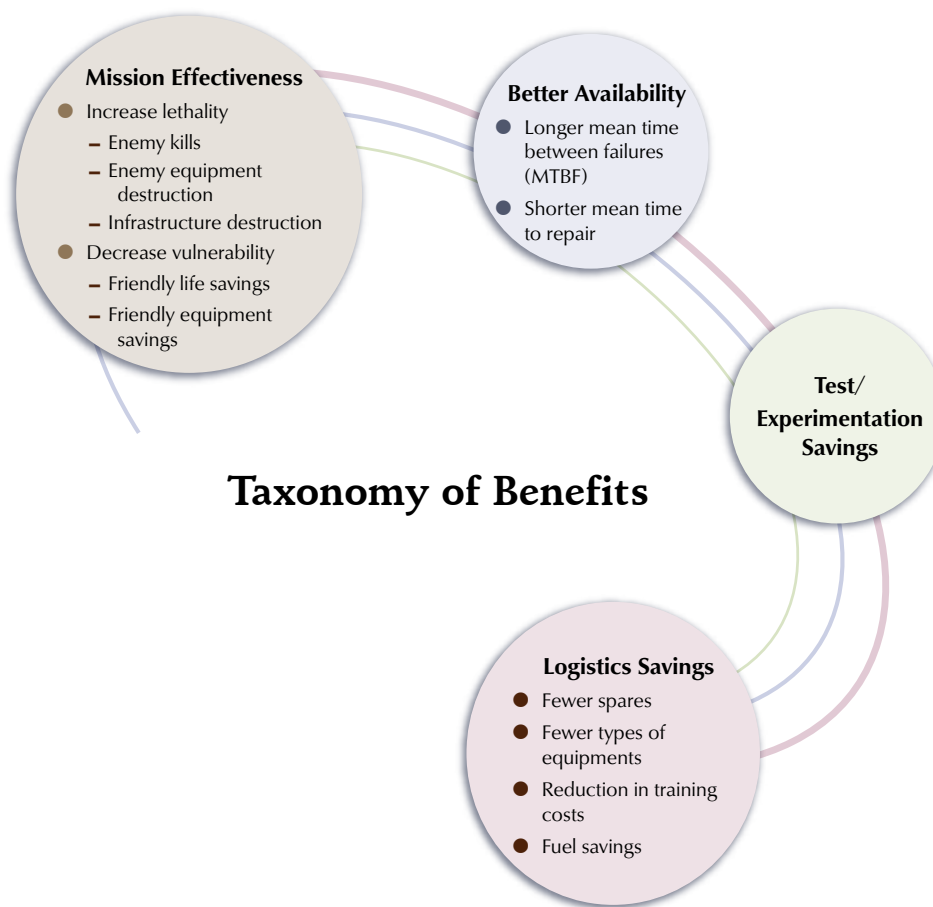 Mission Effectiveness
● Increase lethality
– Enemy kills
– Enemy equipment
destruction
– Infrastructure destruction
● Decrease vulnerability
– Friendly life savings
– Friendly equipment
savings
Better Availability
● Longer mean time
between failures
(MTBF)
● Shorter mean time
to repair
Test/
Experimentation
Savings
Taxonomy of Benefits
Logistics Savings
● Fewer spares
● Fewer types of
equipments
● Reduction in training
costs
● Fuel savings